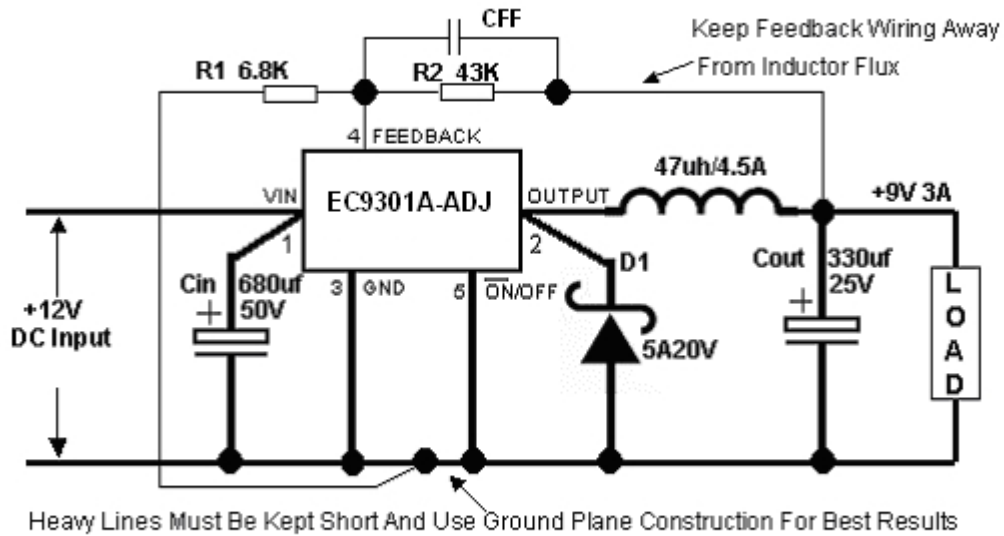 CFF
Keep Feedback Wiring Away
From Inductor Flux
R1 6.8K
R2 43K
4 FEEDBACK
47uh/4.5A
VIN
EC9301A-ADJ
OUTPUT
+9V 3A
1
2
D1
Cin
680uf
50V
3 GND
5 ON/OFF
Cout
330uf
25V
+12V
DC Input
+
+
5A20V
LOAD
Heavy Lines Must Be Kept Short And Use Ground Plane Construction For Best Results